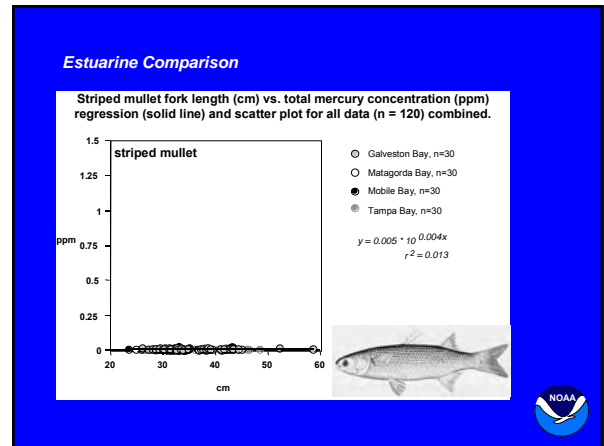 Estuarine Comparison
Striped mullet fork length (cm) vs. total mercury concentration (ppm)
regression (solid line) and scatter plot for all data (n = 120) combined.
1.5
striped mullet
1.25
1
ppm
0.75
0.5
0.25
0
20 30 40 50 60
cm
Galveston Bay, n=30
Matagorda Bay, n=30
Mobile Bay, n=30
Tampa Bay, n=30
y = 0.005 * 10 0.004x
r 2 = 0.013
NOAA